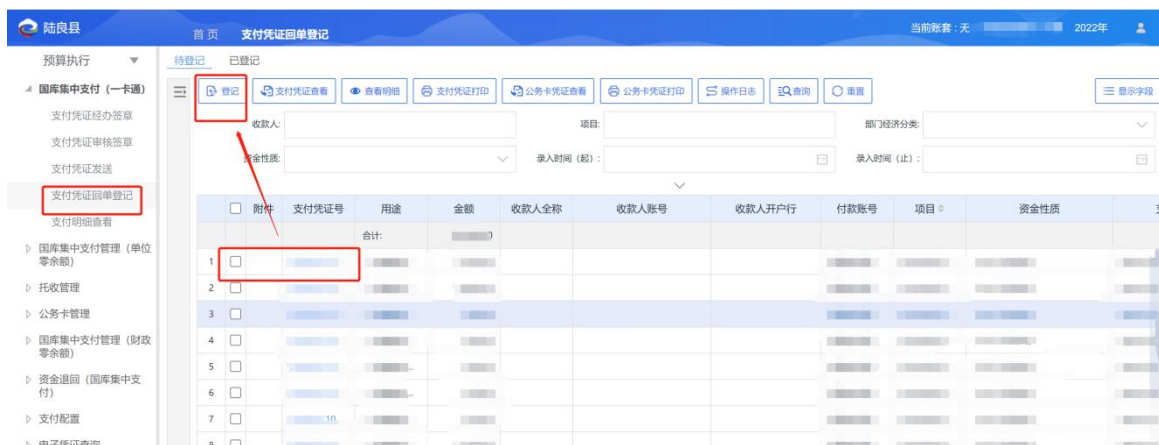 陆良县
首页 支付凭证回单登记
当前账套:无 2022年
预算执行
待登记 已登记
国库集中支付(一卡通)
支付凭证经办签章
支付凭证审核签章
支付凭证发送
支付凭证回单登记
支付明细查看
国库集中支付管理(单位
零余额)
托收管理
公务卡管理
国库集中支付管理(财政
零余额)
资金退回(国库集中支
付)
支付配置
电子凭证查询
登记 支付凭证查看 查看明细 支付凭证打印 公务卡凭证查看 公务卡凭证打印 操作日志 查询 重置 显示字段
收款人: 项目: 部门经济分类:
资金性质: 录入时间(起): 录入时间(止):
附件 支付凭证号 用途 金额 收款人全称 收款人账号 收款人开户行 付款账号 项目 资金性质
合计: 0
1
2
3
4
5
6
7 10
8